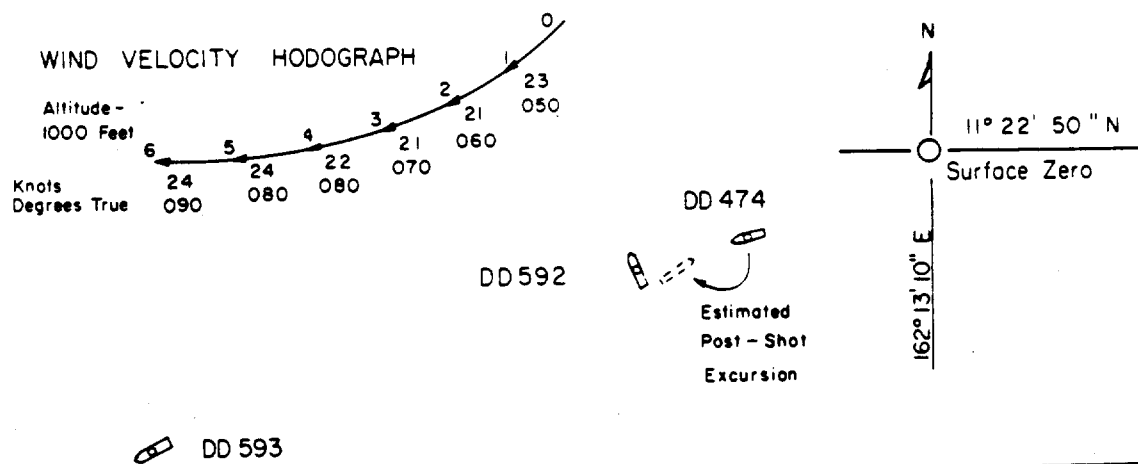 WIND VELOCITY HODOGRAPH
Altitude -
1000 Feet
0
1
23
050
2
21
060
3
21
070
4
22
080
5
24
080
6
24
090
Knots
Degrees True
N
11° 22' 50" N
Surface Zero
162° 13' 10" E
DD 474
DD 592
Estimated
Post - Shot
Excursion
DD 593